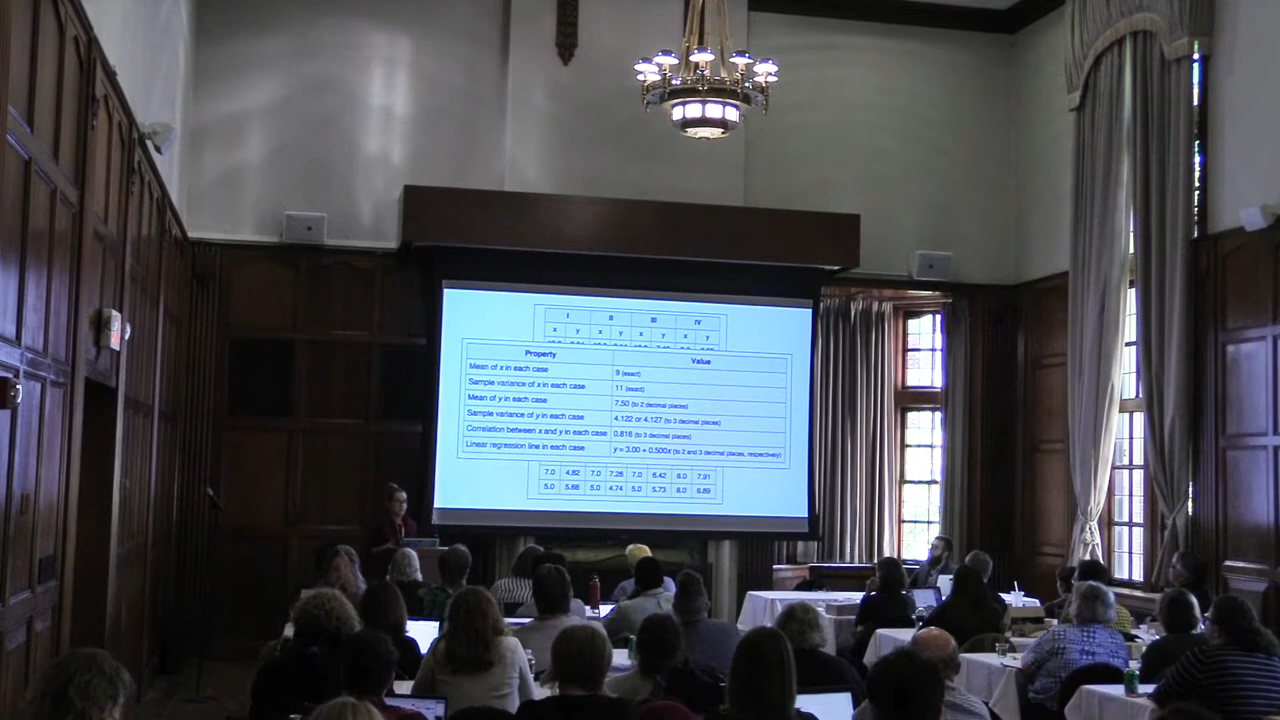 I II III IV
x y x y x y x y
Property Value
Mean of x in each case 9 (exact)
Sample variance of x in each case 11 (exact)
Mean of y in each case 7.50 (to 2 decimal places)
Sample variance of y in each case 4.122 or 4.127 (to 3 decimal places)
Correlation between x and y in each case 0.816 (to 3 decimal places)
Linear regression line in each case y = 3.00 + 0.500x (to 2 and 3 decimal places, respectively)
7.0 4.82 7.0 7.26 7.0 6.42 8.0 7.91
5.0 5.68 5.0 4.74 5.0 5.73 8.0 6.89